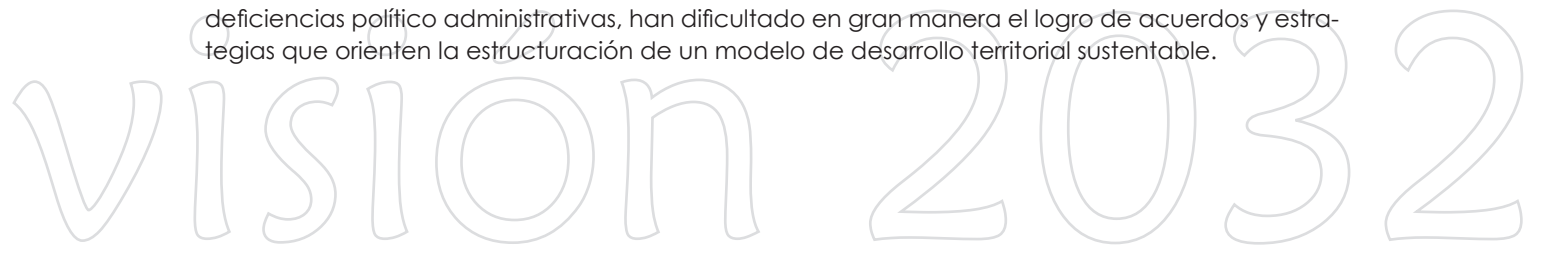 deficiencias político administrativas, han dificultado en gran manera el logro de acuerdos y estra-
tegias que orienten la estructuración de un modelo de desarrollo territorial sustentable.
visión 2032